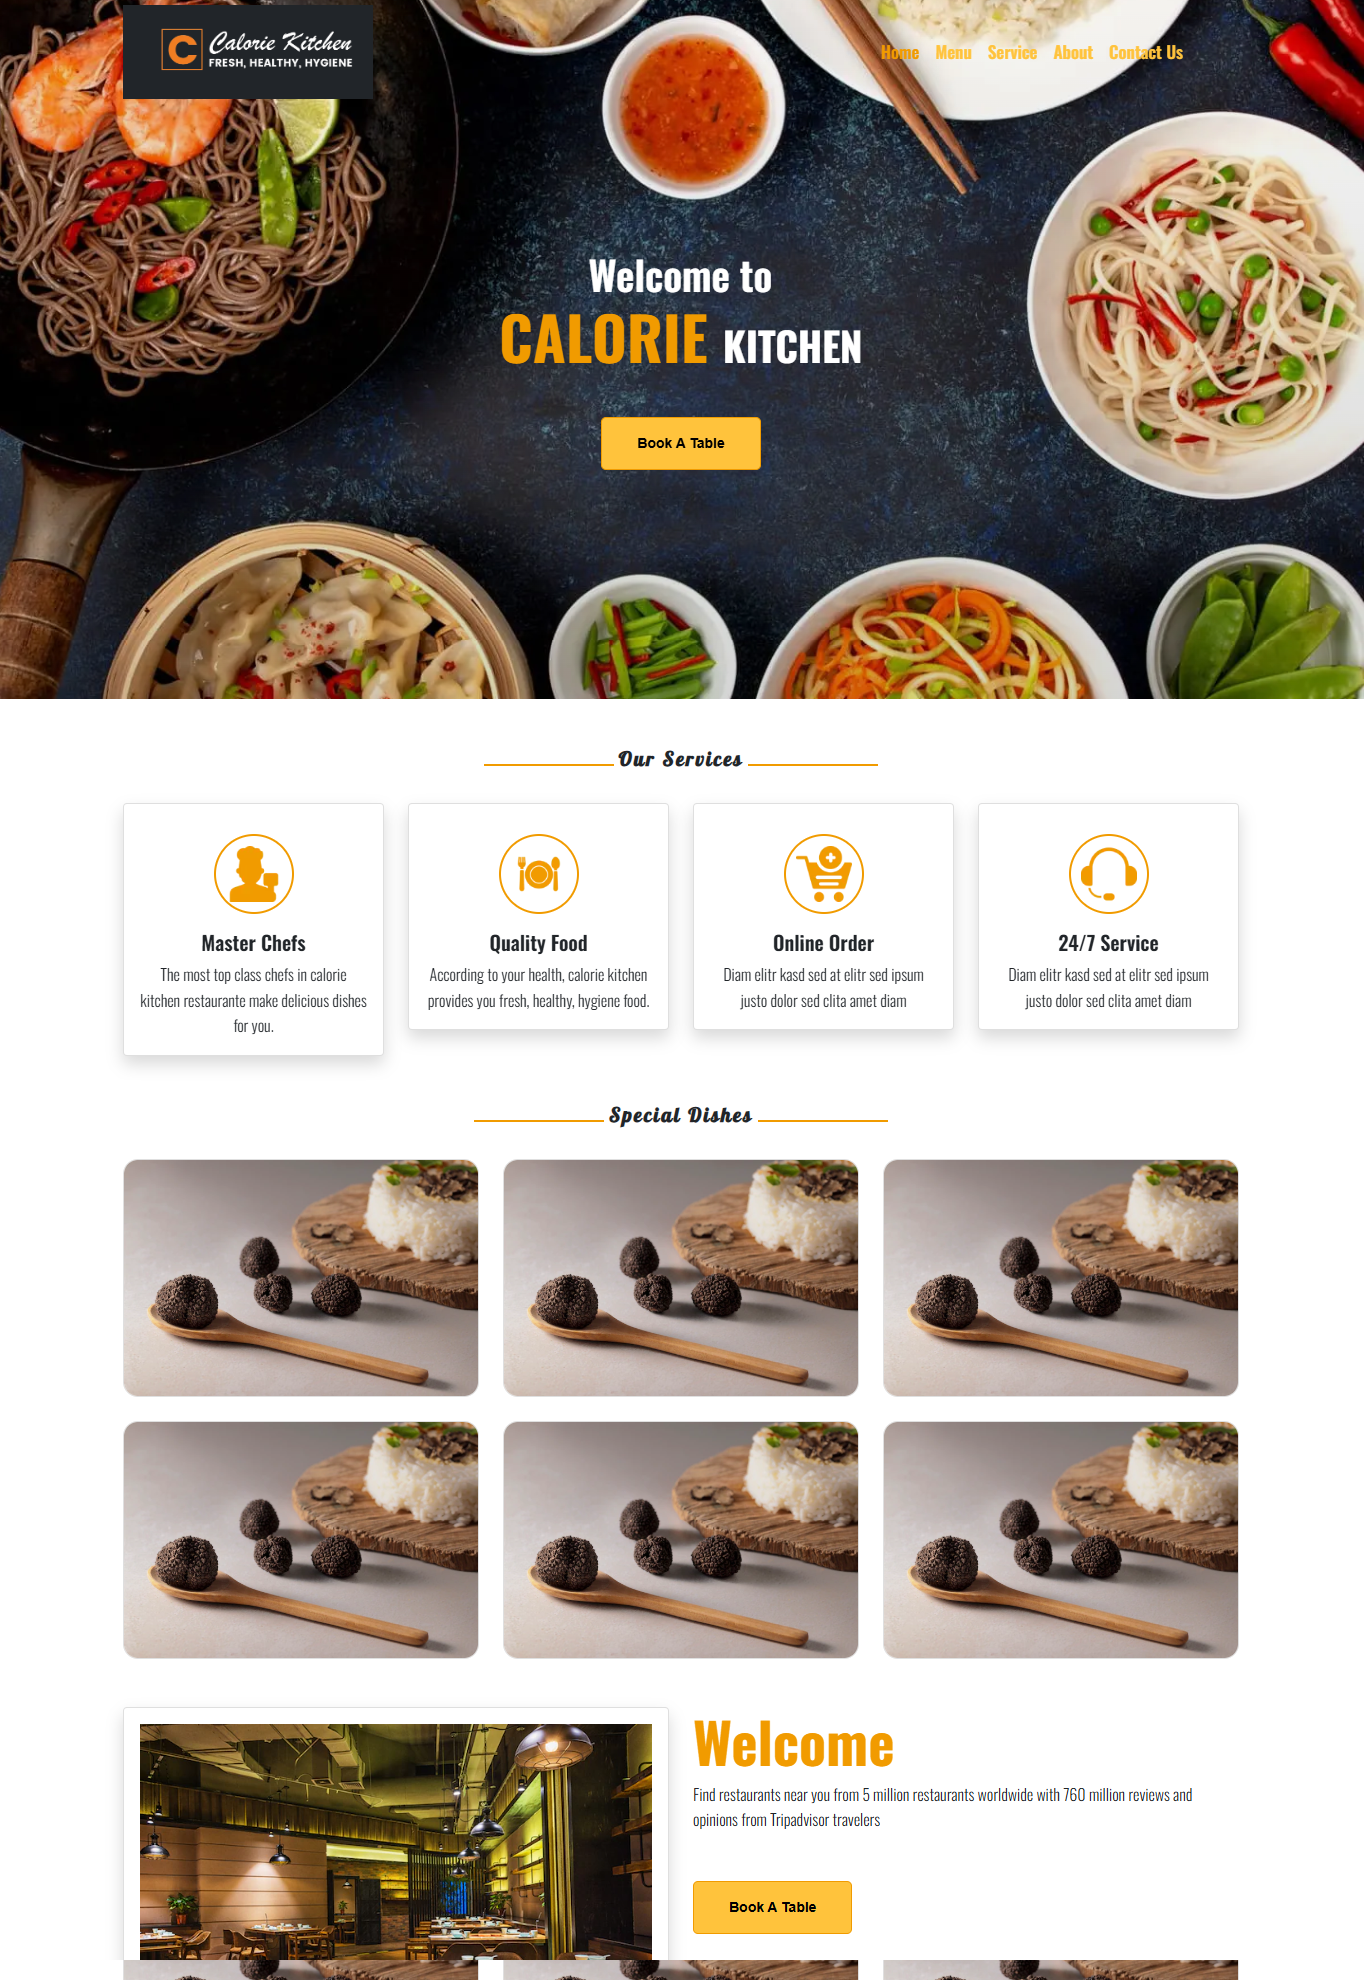 C Calorie Kitchen
FRESH, HEALTHY, HYGIENE
Home Menu Service About Contact Us
Welcome to
CALORIE KITCHEN
Book A Table
Our Services
Master Chefs
The most top class chefs in calorie
kitchen restaurante make delicious dishes
for you.
Quality Food
According to your health, calorie kitchen
provides you fresh, healthy, hygiene food.
Online Order
Diam elitr kasd sed at elitr sed ipsum
justo dolor sed clita amet diam
24/7 Service
Diam elitr kasd sed at elitr sed ipsum
justo dolor sed clita amet diam
Special Dishes
Welcome
Find restaurants near you from 5 million restaurants worldwide with 760 million reviews and
opinions from Tripadvisor travelers
Book A Table